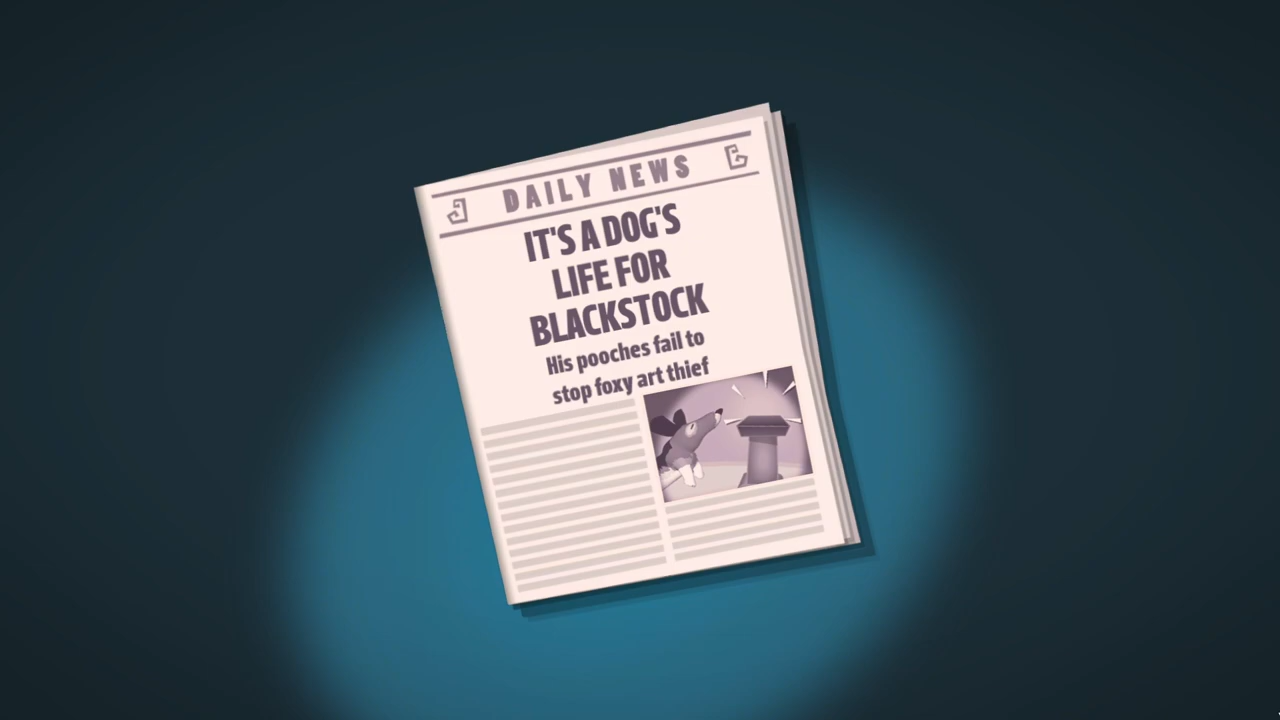 DAILY NEWS
IT'S A DOG'S
LIFE FOR
BLACKSTOCK
His pooches fail to
stop foxy art thief